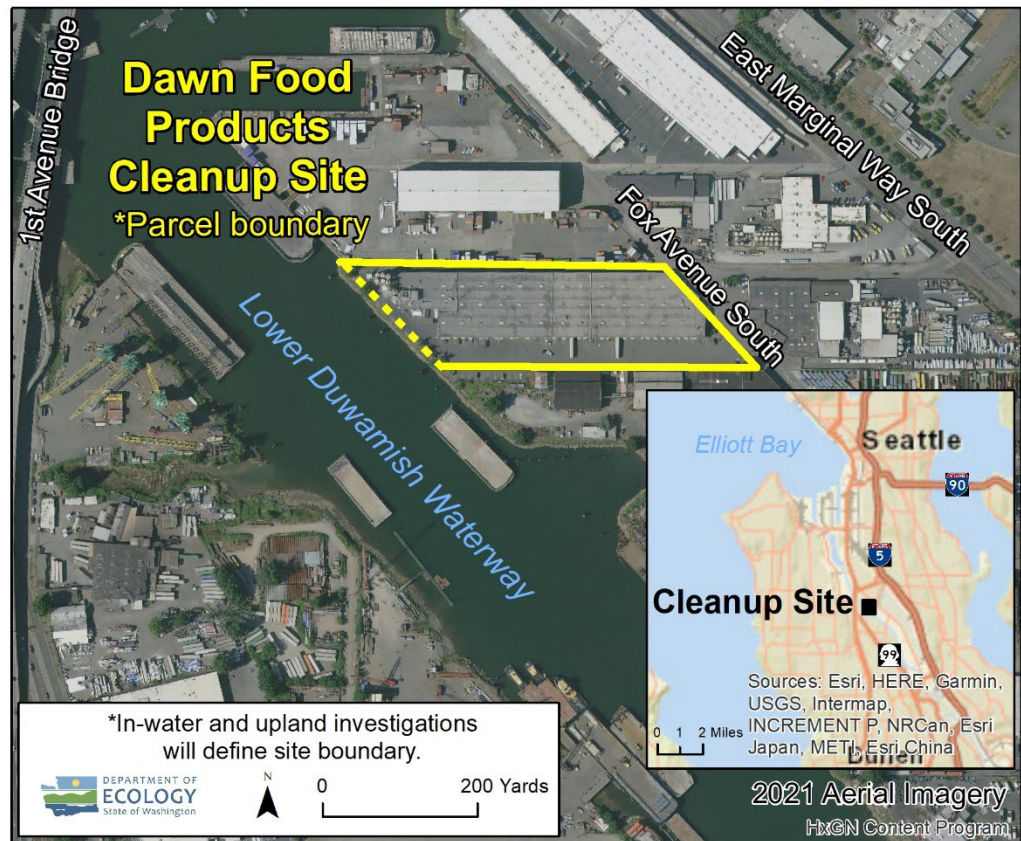 1st Avenue Bridge
Dawn Food
Products
Cleanup Site
*Parcel boundary
East Marginal Way South
Fox Avenue South
Lower Duwamish Waterway
Elliott Bay
Seattle
90
5
Cleanup Site
99
Sources: Esri, HERE, Garmin,
USGS, Intermap,
INCREMENT P, NRCan, Esri
Japan, METI, Esri China
0 1 2 Miles
Burien
*In-water and upland investigations
will define site boundary.
DEPARTMENT OF
ECOLOGY
State of Washington
N
0 200 Yards
2021 Aerial Imagery
HxGN Content Program